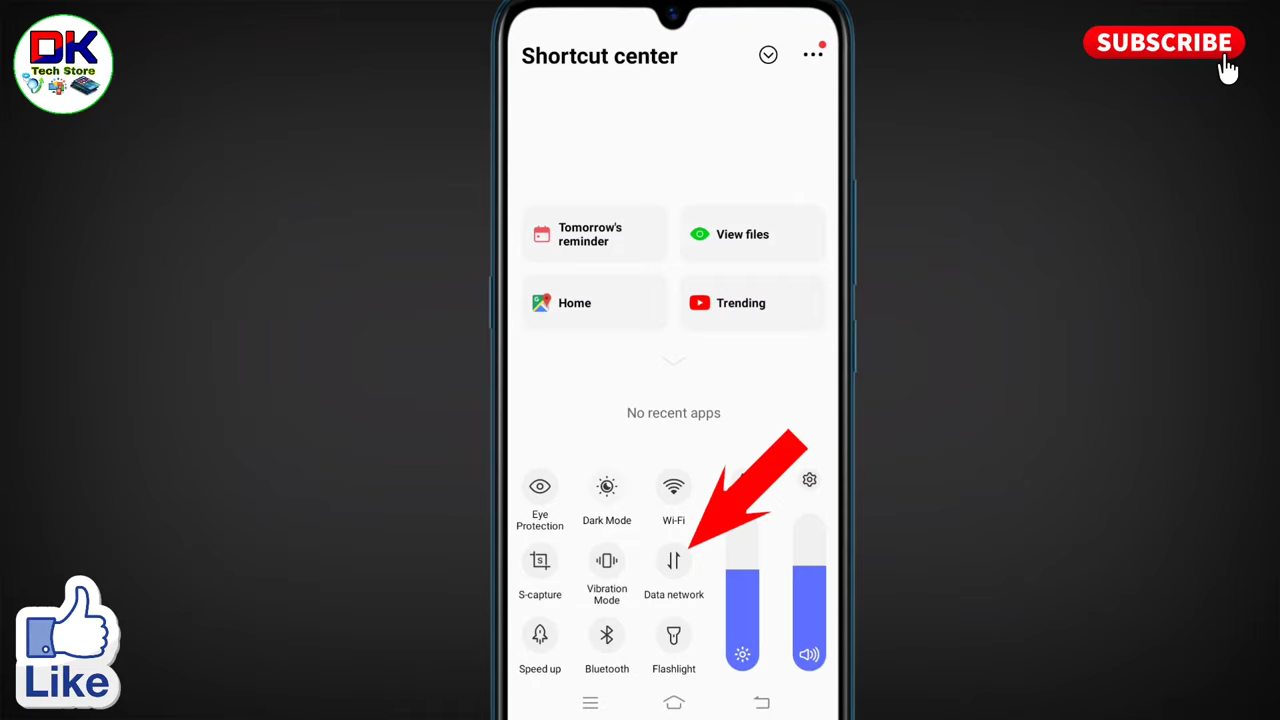 DK
Tech Store
SUBSCRIBE
Shortcut center
Tomorrow's
reminder
View files
Home
Trending
No recent apps
Eye
Protection
Dark Mode
Wi-Fi
S-capture
Vibration
Mode
Data network
Speed up
Bluetooth
Flashlight
Like